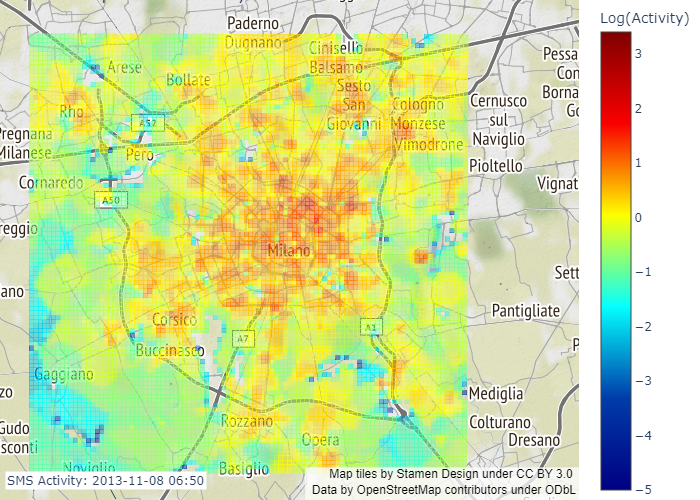 Log(Activity)
3
2
1
0
−1
−2
−3
−4
−5
Paderno
Dugnano
Cinisello
Balsamo
Arese
Bollate
Sesto
San
Giovanni
Cologno
Monzese
Vimodrone
Cernusco
sul
Naviglio
Pioltello
Pessa
Con
Borna
Go
Vignat
Rho
A52
Pero
Pregnana
Milanese
Cornaredo
A50
reggio
Milano
Sett
ano
Corsico
A7
A1
Pantigliate
P
Buccinasco
Gaggiano
zo
Mediglia
Rozzano
Colturano
Dresano
Gudo
sconti
Opera
Noviglio
Basiglio
SMS Activity: 2013-11-08 06:50
Map tiles by Stamen Design under CC BY 3.0
Data by OpenStreetMap contributors under ODbL